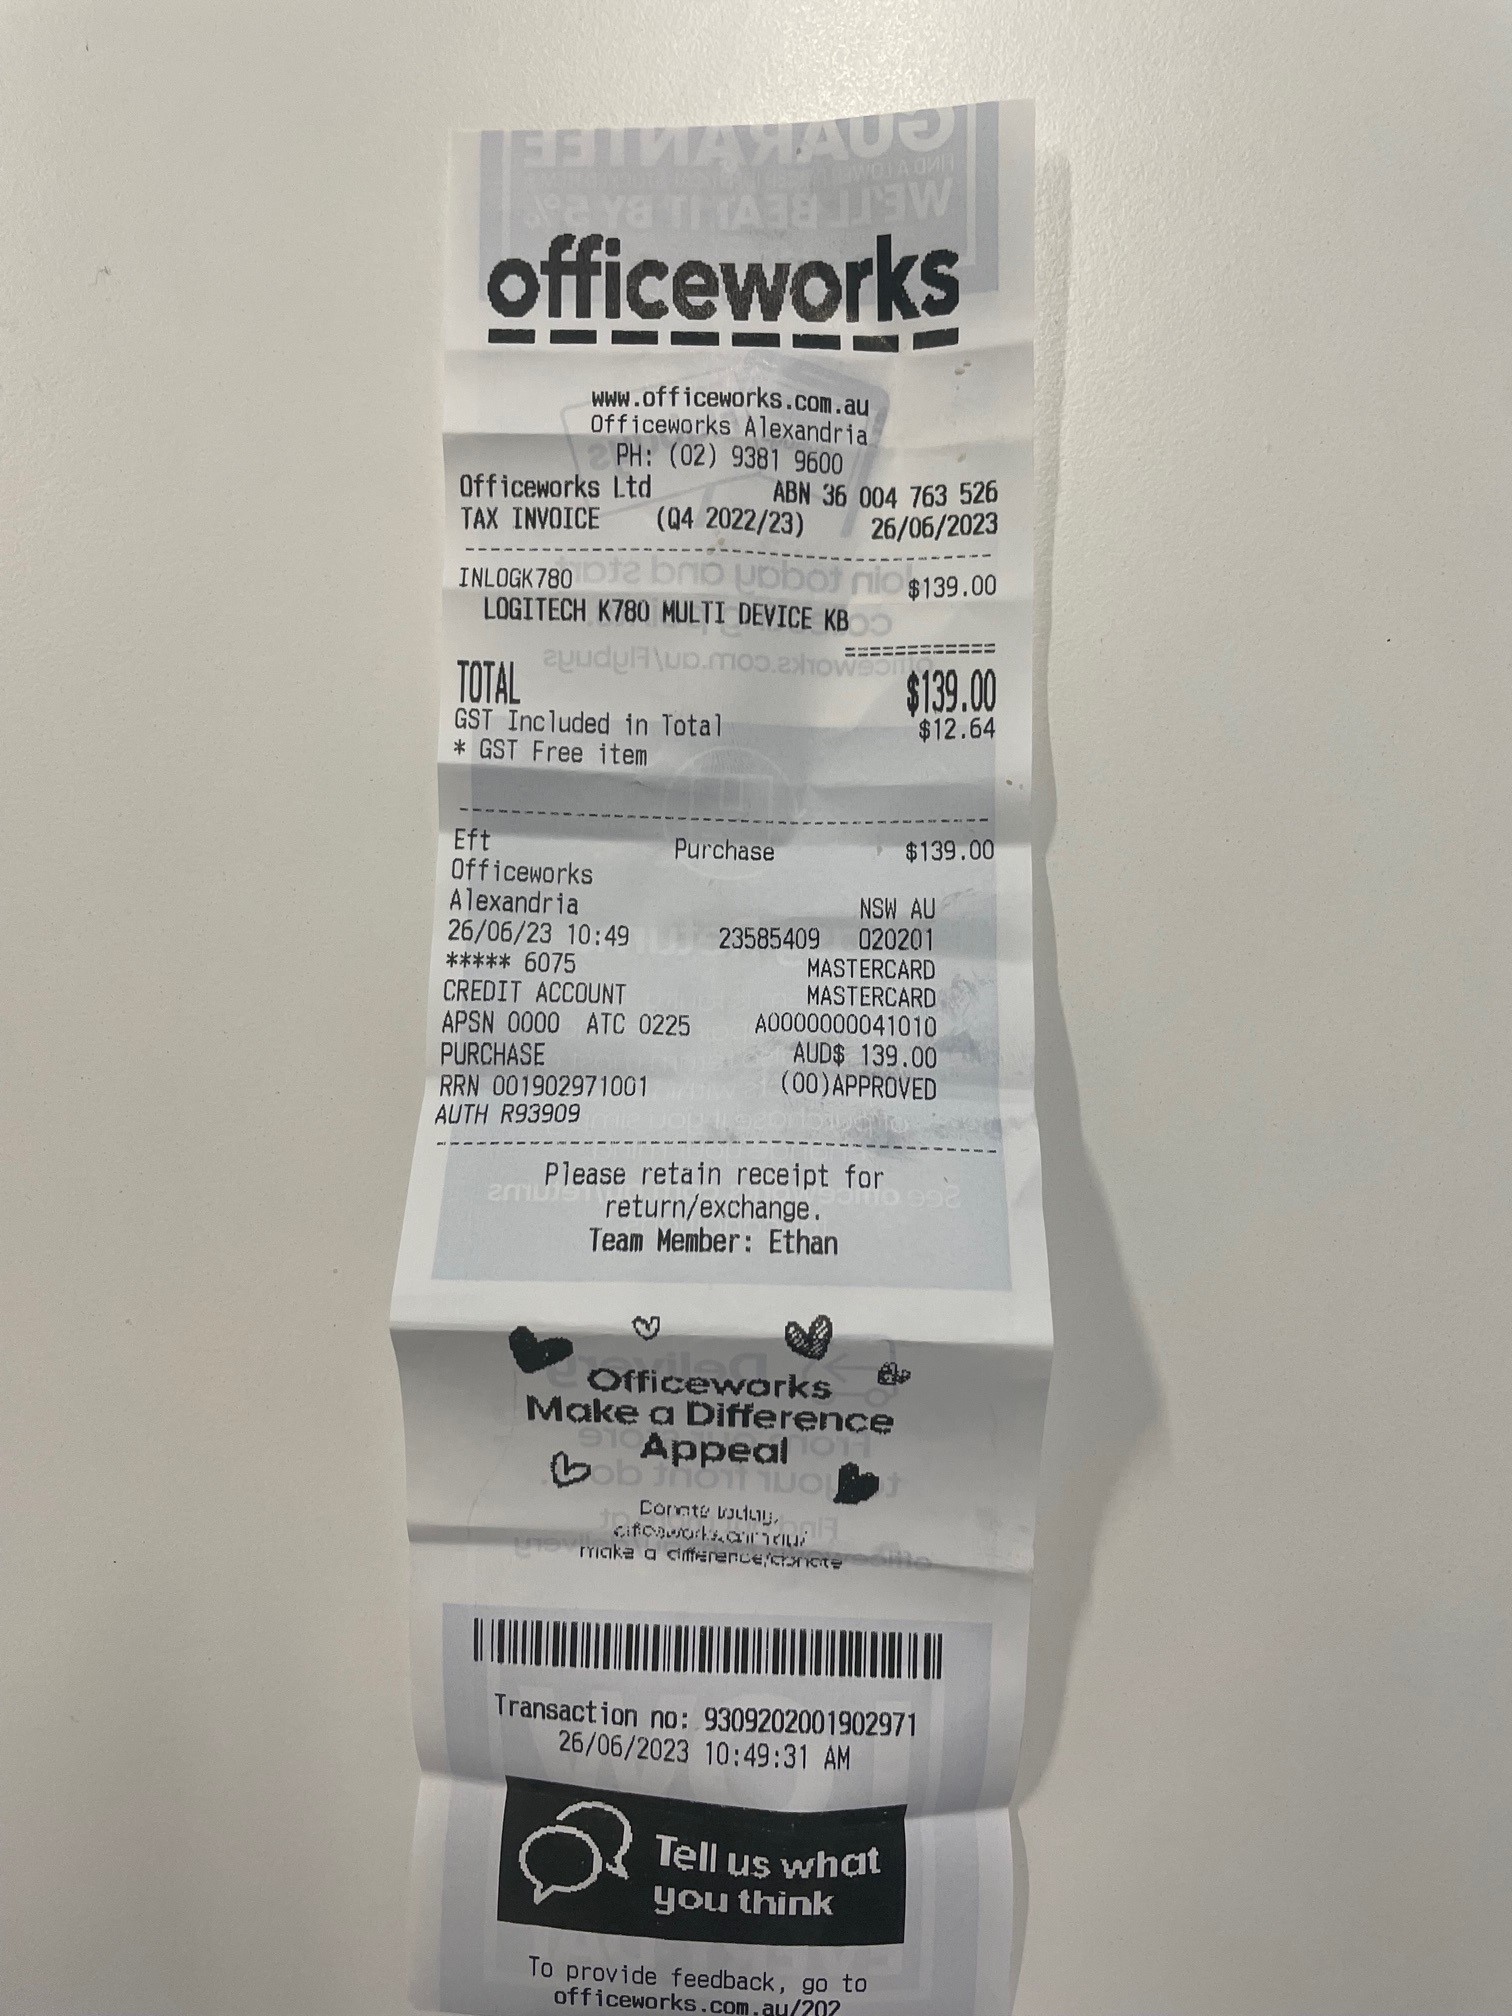 officeworks
www.officeworks.com.au
Officeworks Alexandria
PH: (02) 9381 9600
Officeworks Ltd ABN 36 004 763 526
TAX INVOICE (Q4 2022/23) 26/06/2023
INLOGK780 $139.00
LOGITECH K780 MULTI DEVICE KB
TOTAL $139.00
GST Included in Total $12.64
* GST Free item
Eft Purchase $139.00
Officeworks
Alexandria NSW AU
26/06/23 10:49 23585409 020201
***** 6075 MASTERCARD
CREDIT ACCOUNT MASTERCARD
APSN 0000 ATC 0225 A0000000041010
PURCHASE AUD$ 139.00
RRN 001902971001 (00)APPROVED
AUTH R93909
Please retain receipt for
return/exchange.
Team Member: Ethan
Officeworks
Make a Difference
Appeal
Donate today,
make a difference/donate
Transaction no: 9309202001902971
26/06/2023 10:49:31 AM
Tell us what
you think
To provide feedback, go to
officeworks.com.au/202